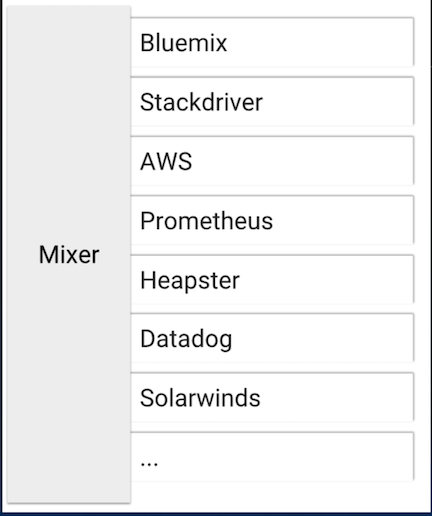 Mixer
Bluemix
Stackdriver
AWS
Prometheus
Heapster
Datadog
Solarwinds
...